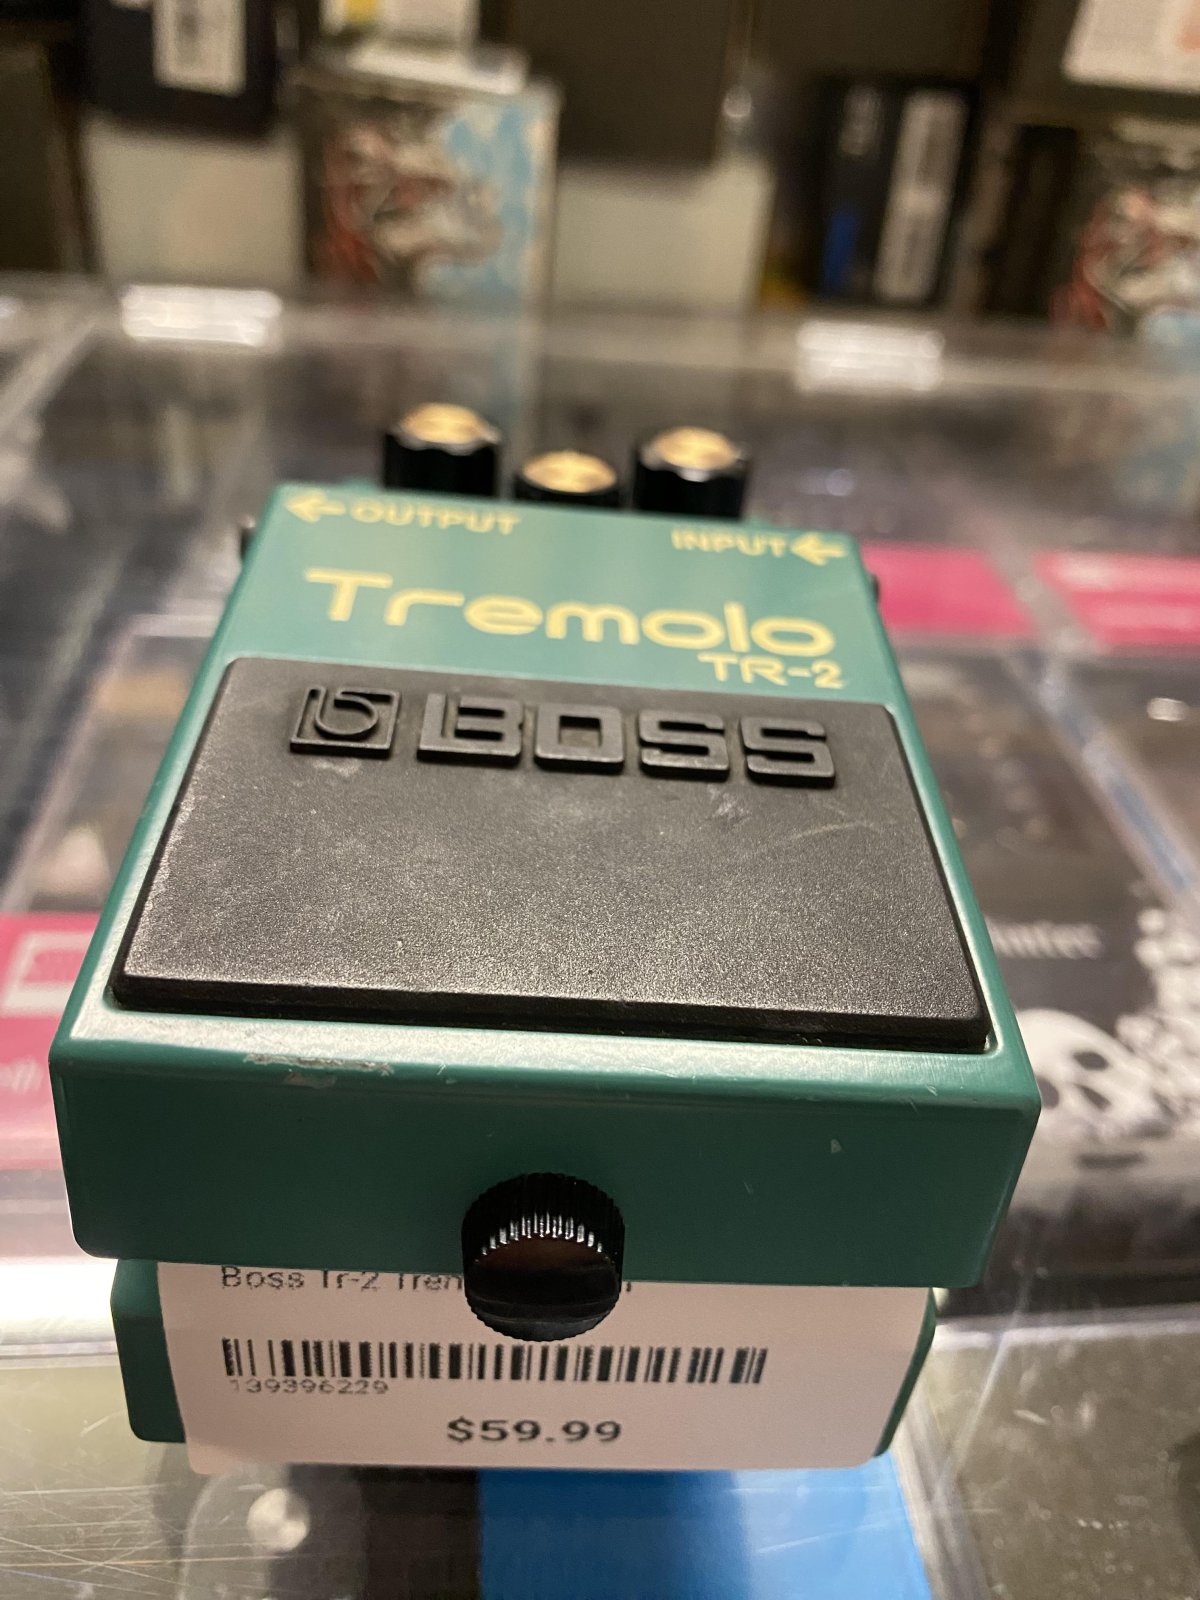 OUTPUT
INPUT
Tremolo
TR-2
BOSS
Boss Tr-2
139396229
$59.99